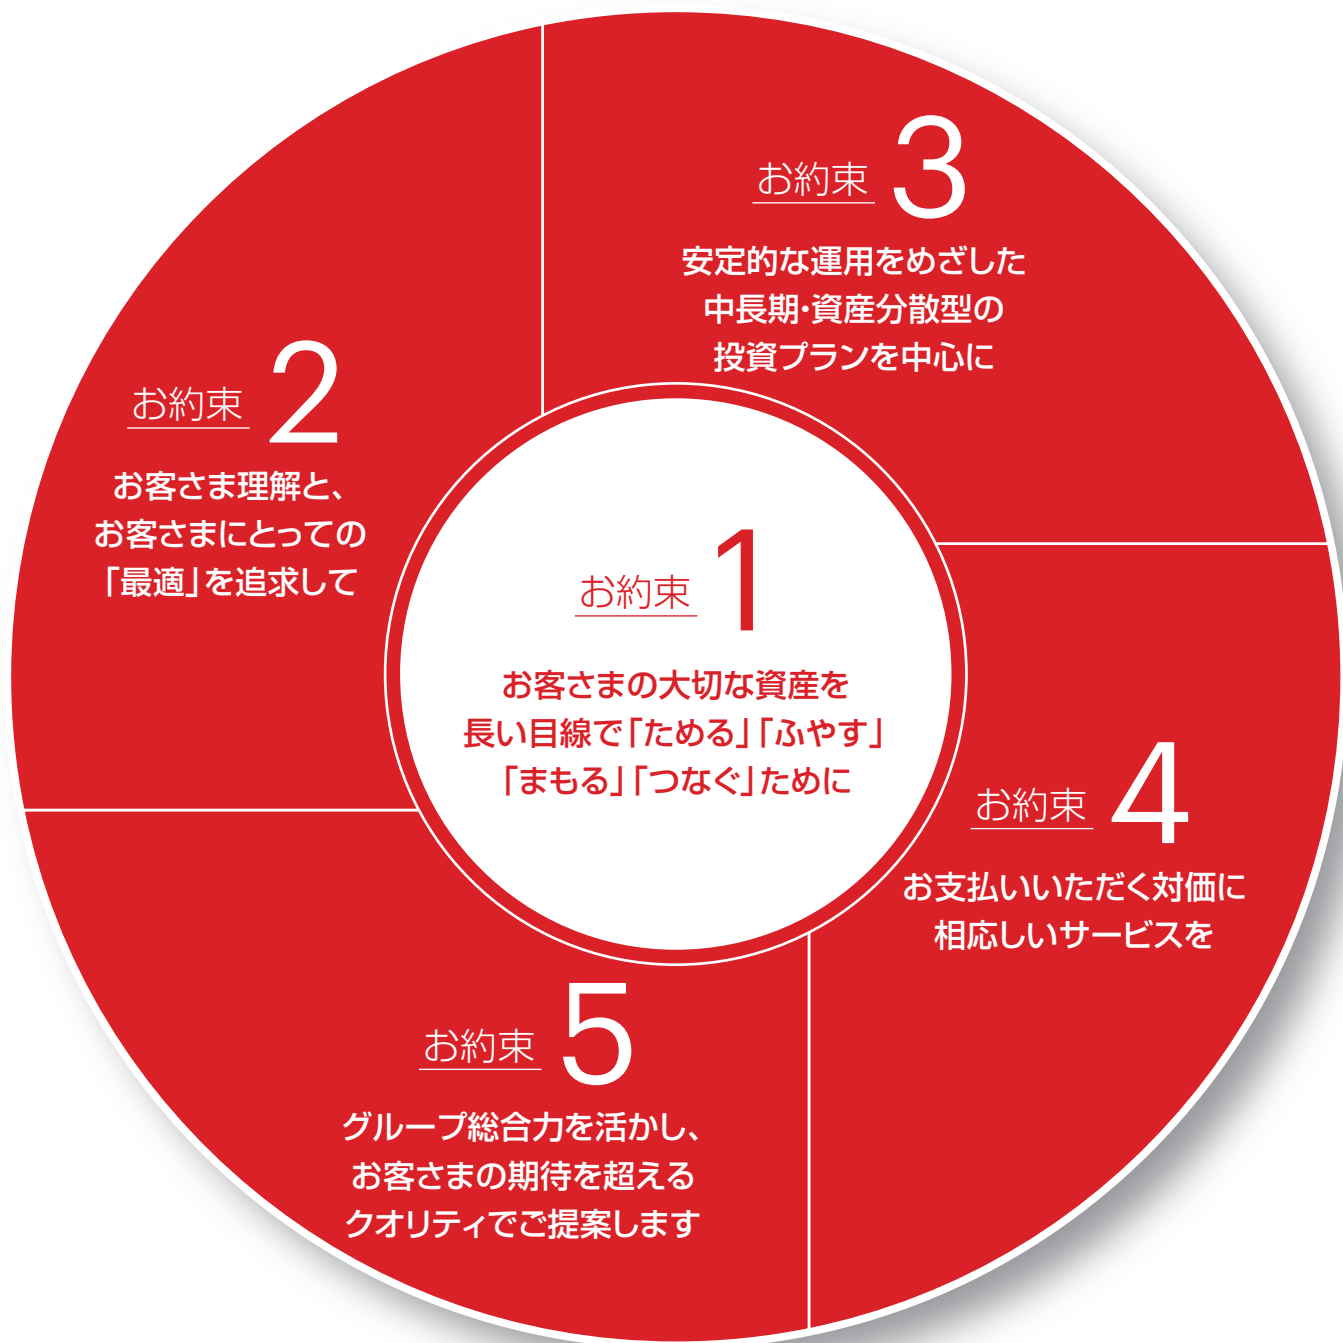 お約束 1
お客さまの大切な資産を
長い目線で「ためる」「ふやす」
「まもる」「つなぐ」ために
お約束 2
お客さま理解と、
お客さまにとっての
「最適」を追求して
お約束 3
安定的な運用をめざした
中長期・資産分散型の
投資プランを中心に
お約束 4
お支払いいただく対価に
相応しいサービスを
お約束 5
グループ総合力を活かし、
お客さまの期待を超える
クオリティでご提案します